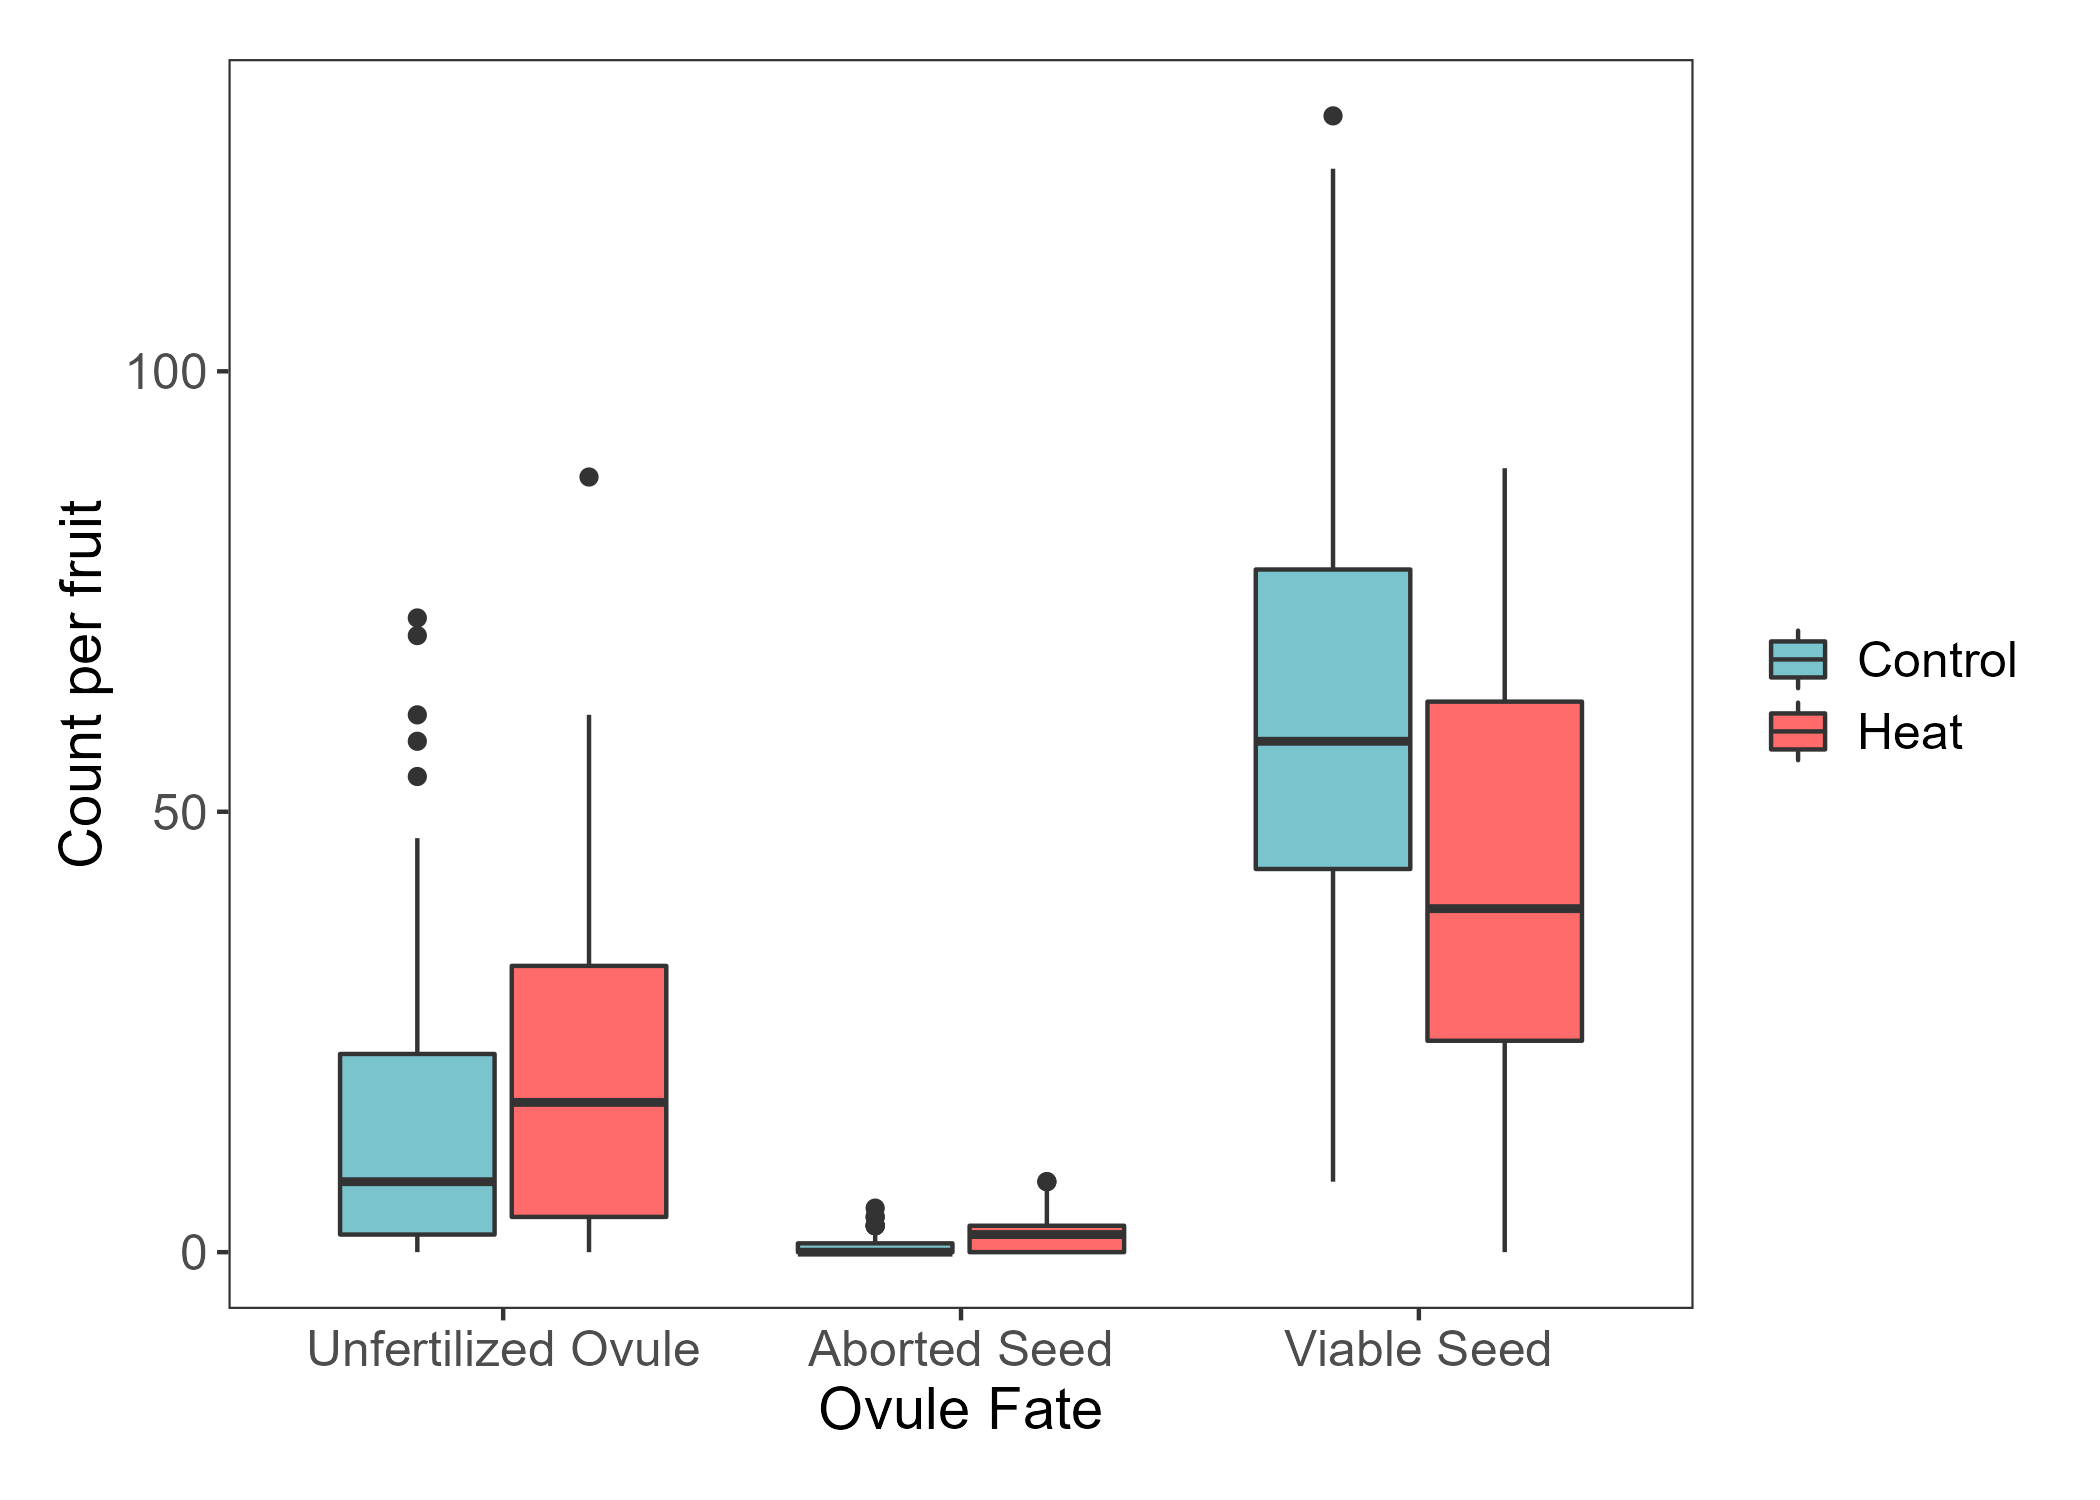 Count per fruit
100
50
0
Unfertilized Ovule
Aborted Seed
Viable Seed
Ovule Fate
Control
Heat